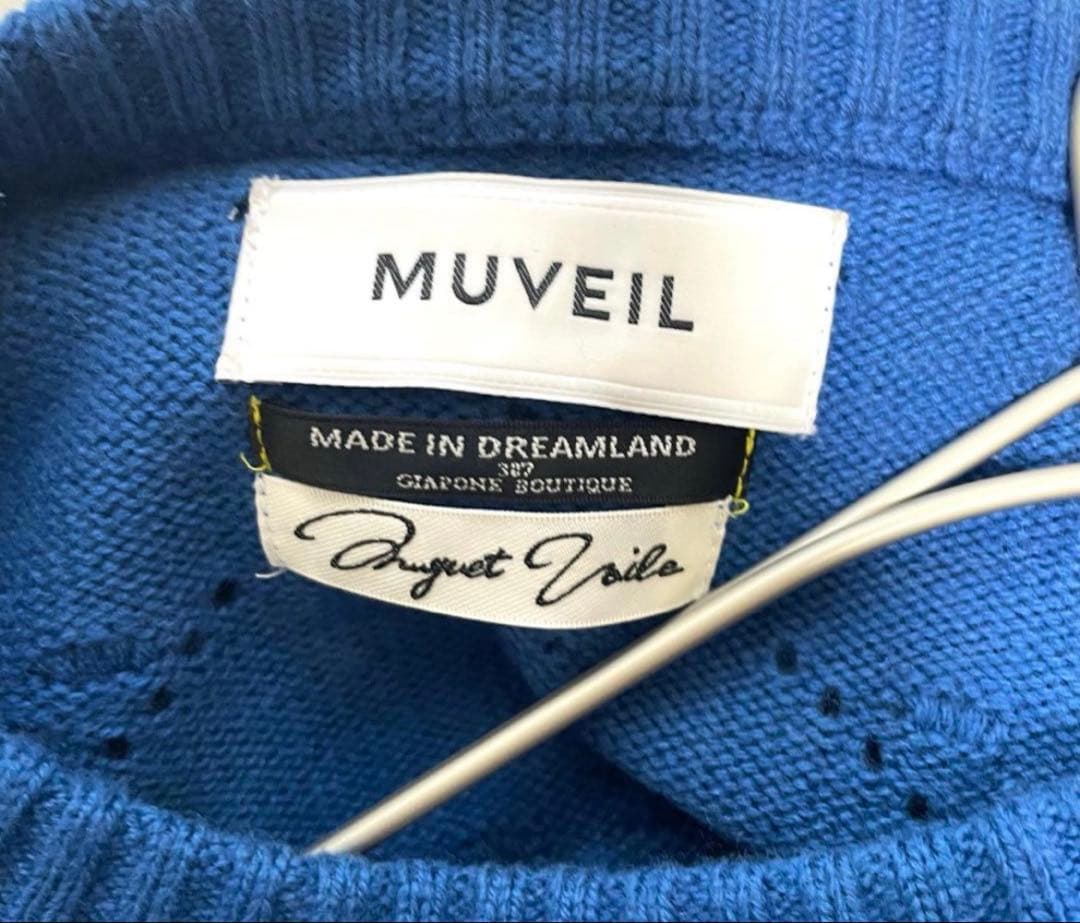 MUVEIL
MADE IN DREAMLAND
387
GIAPONE BOUTIQUE
Muguet Voile